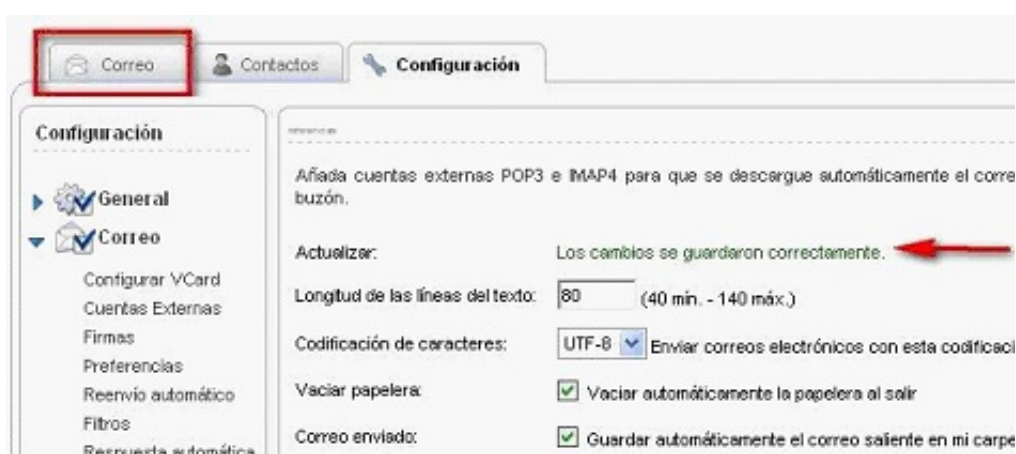 Correo
Contactos
Configuración
Configuración
General
Correo
Configurar VCard
Cuentas Externas
Firmas
Preferencias
Reenvío automático
Filtros
Respuesta automática
Añada cuentas externas POP3 e IMAP4 para que se descargue automáticamente el corre
buzón.
Actualizar: Los cambios se guardaron correctamente.
Longitud de las líneas del texto: 80 (40 mín. - 140 máx.)
Codificación de caracteres: UTF-8 Enviar correos electrónicos con esta codificaci
Vaciar papelera: Vaciar automáticamente la papelera al salir
Correo enviado: Guardar automáticamente el correo saliente en mi carpe